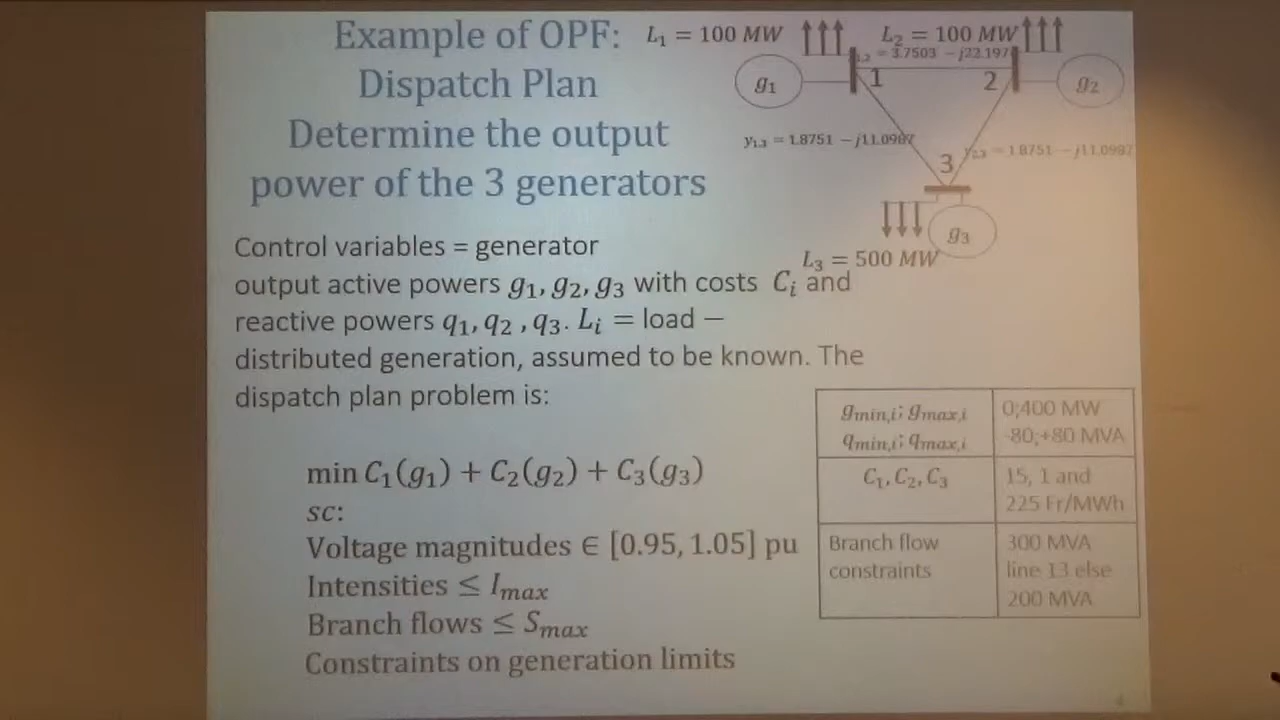 Example of OPF:
Dispatch Plan
Determine the output
power of the 3 generators
L₁ = 100 MW
L₂ = 100 MW
= 3.7503 − j22.197
g₁
1
2
g₂
y₁.₃ = 1.8751 − j11.0987
= 1.8751 − j11.0987
3
g₃
L₃ = 500 MW
Control variables = generator
output active powers g₁, g₂, g₃ with costs Cᵢ and
reactive powers q₁, q₂ , q₃. Lᵢ = load −
distributed generation, assumed to be known. The
dispatch plan problem is:
min C₁(g₁) + C₂(g₂) + C₃(g₃)
sc:
Voltage magnitudes ∈ [0.95, 1.05] pu
Intensities ≤ Imax
Branch flows ≤ Smax
Constraints on generation limits
gmin,i; gmax,i
qmin,i; qmax,i
0;400 MW
-80;+80 MVA
C₁, C₂, C₃
15, 1 and
225 Fr/MWh
Branch flow
constraints
300 MVA
line 13 else
200 MVA